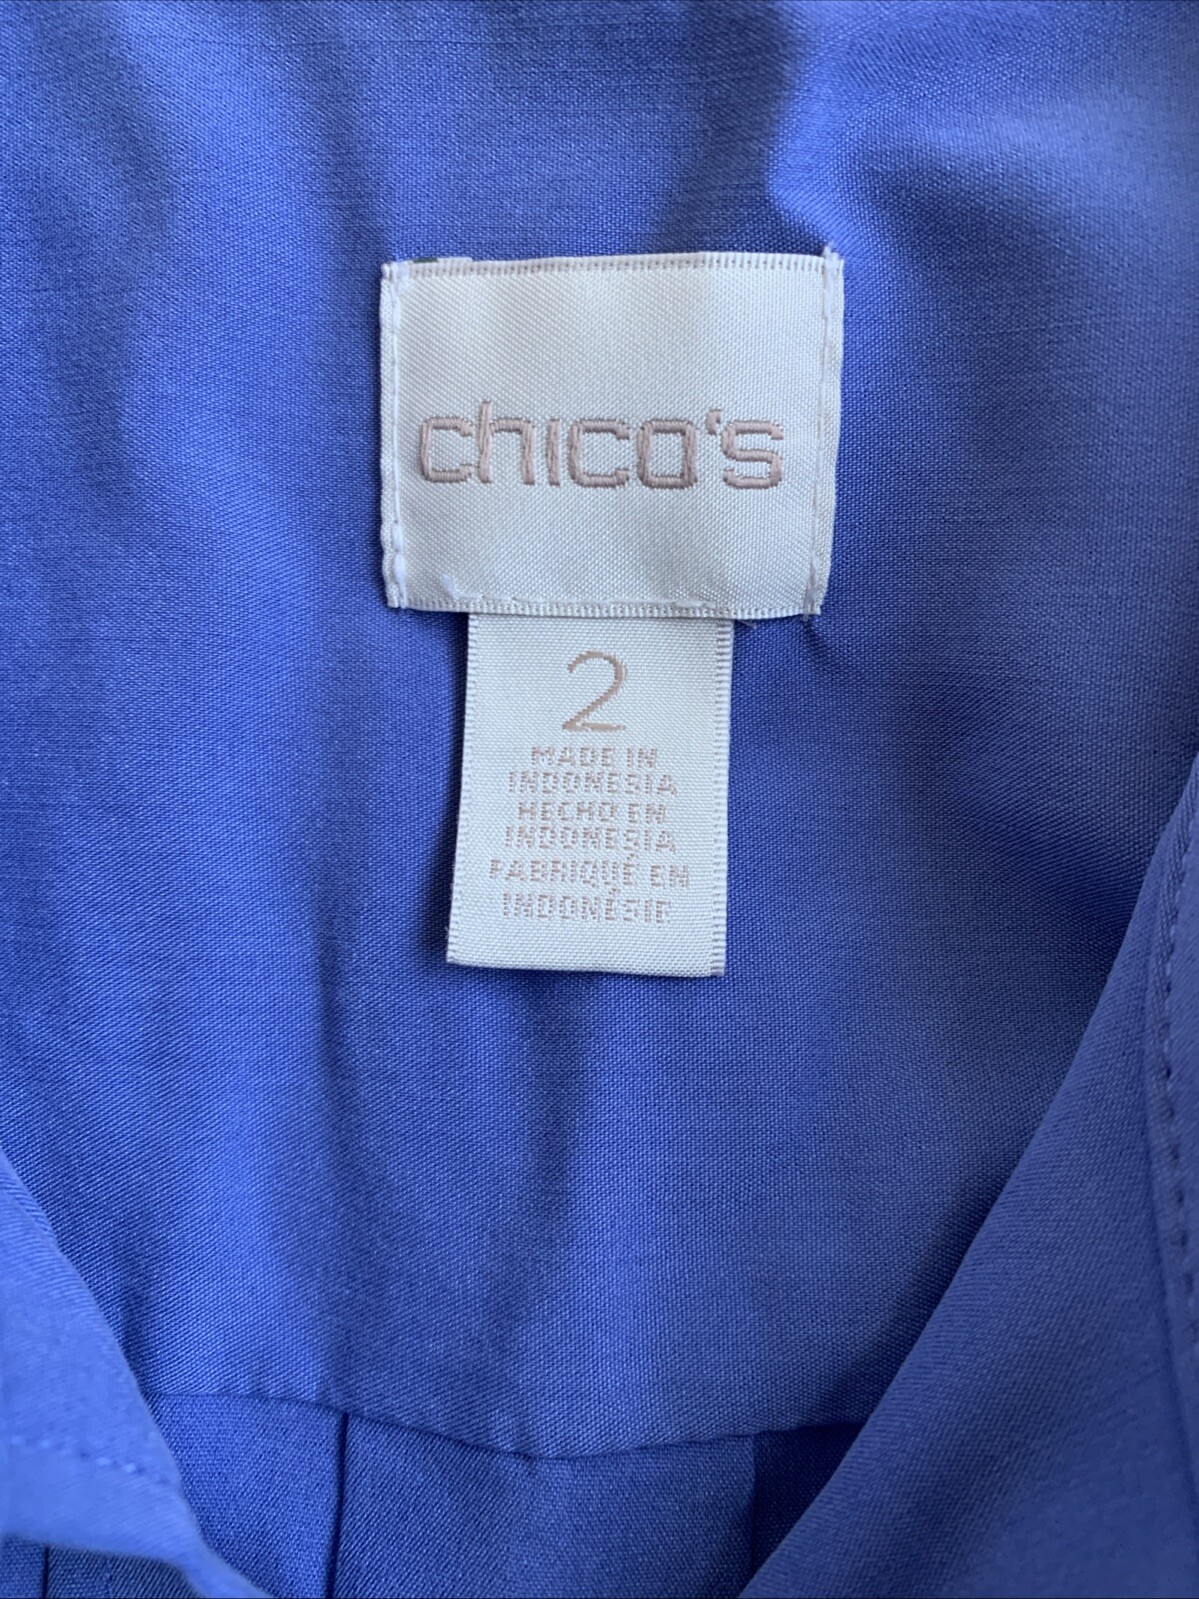 chico's
2
MADE IN
INDONESIA
HECHO EN
INDONESIA
FABRIQUÉ EN
INDONÉSIE